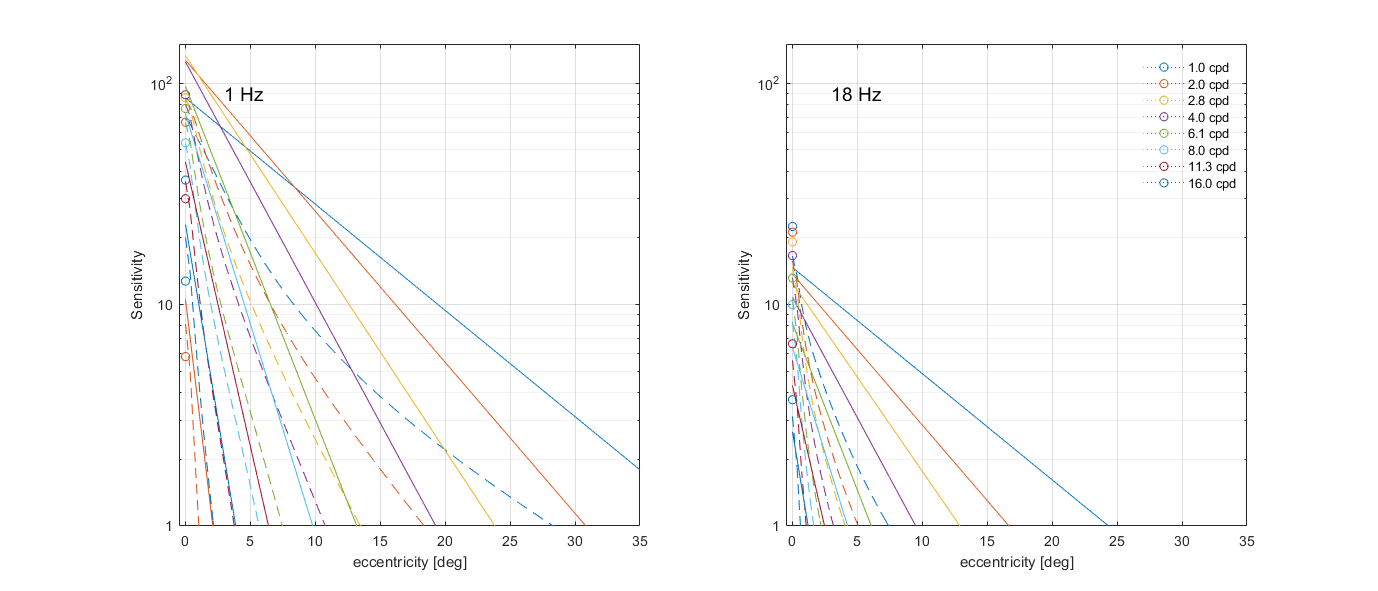 1 Hz
10²
10
1
Sensitivity
0 5 10 15 20 25 30 35
eccentricity [deg]
18 Hz
1.0 cpd
2.0 cpd
2.8 cpd
4.0 cpd
6.1 cpd
8.0 cpd
11.3 cpd
16.0 cpd
10²
10
1
Sensitivity
0 5 10 15 20 25 30 35
eccentricity [deg]